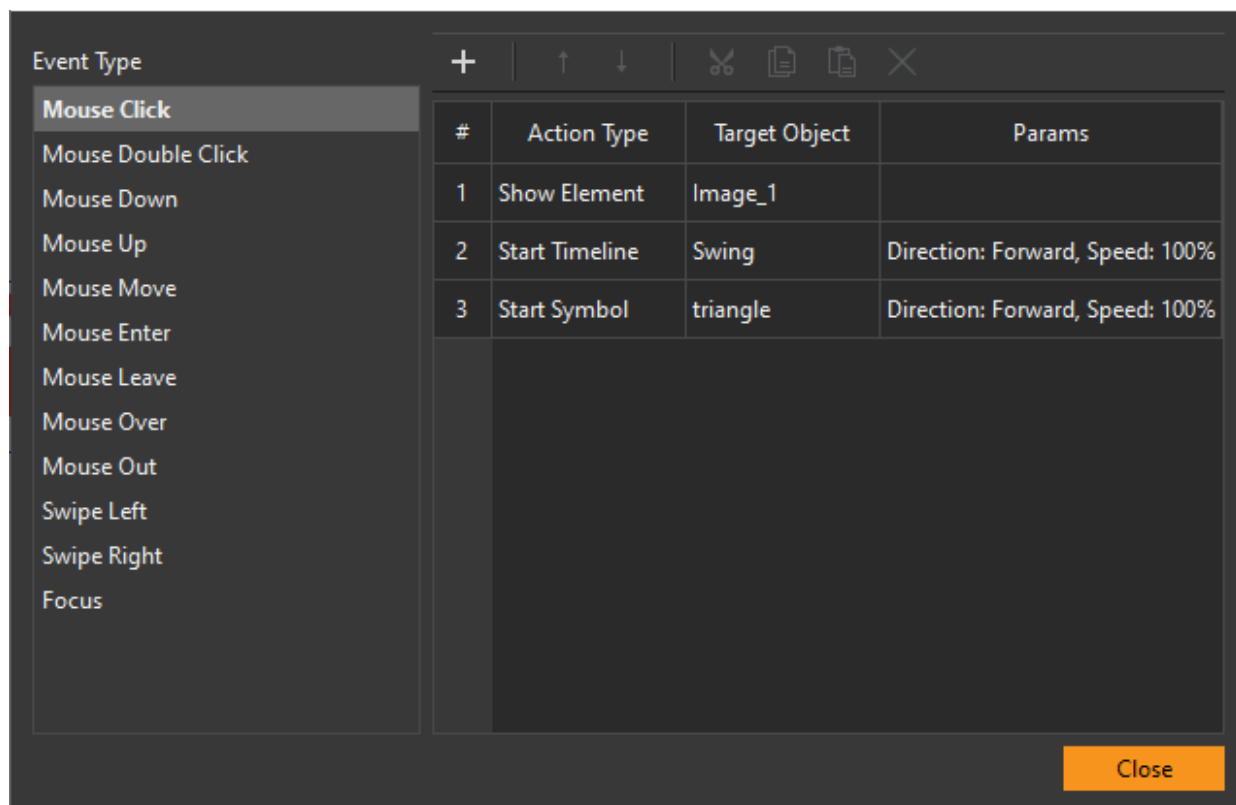 Event Type
Mouse Click
Mouse Double Click
Mouse Down
Mouse Up
Mouse Move
Mouse Enter
Mouse Leave
Mouse Over
Mouse Out
Swipe Left
Swipe Right
Focus
# Action Type Target Object Params
1 Show Element Image_1
2 Start Timeline Swing Direction: Forward, Speed: 100%
3 Start Symbol triangle Direction: Forward, Speed: 100%
Close